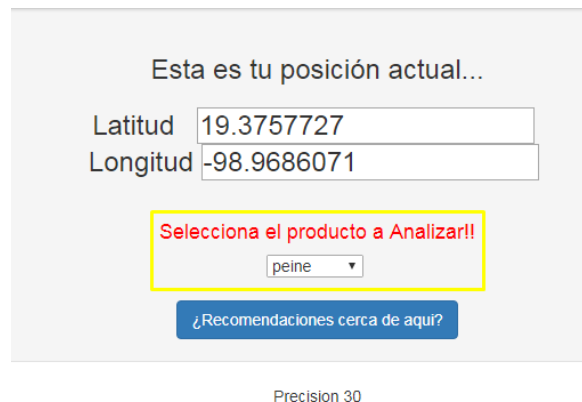 Esta es tu posición actual...
Latitud 19.3757727
Longitud -98.9686071
Selecciona el producto a Analizar!!
peine
¿Recomendaciones cerca de aqui?
Precision 30